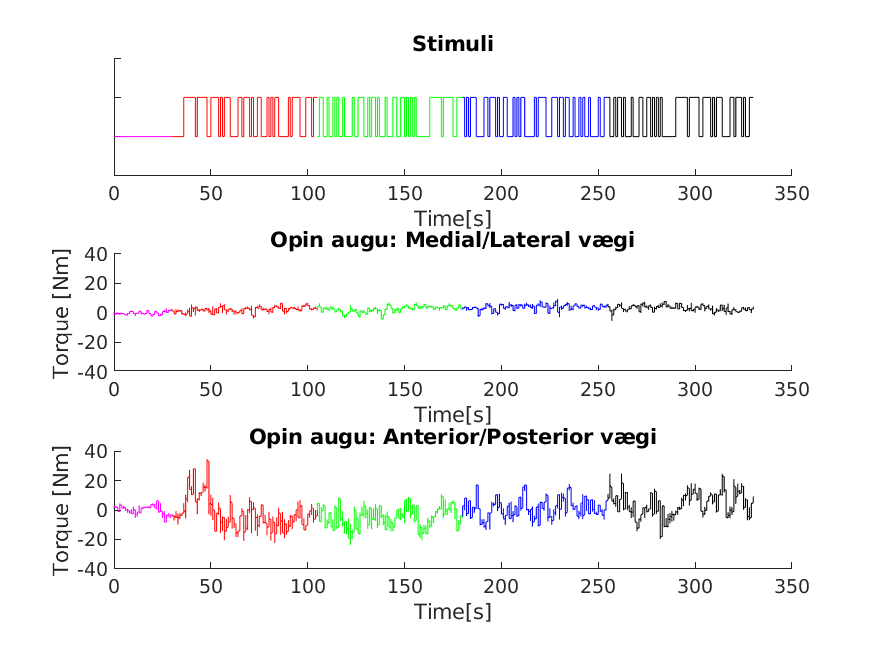 Stimuli
0 50 100 150 200 250 300 350
Time[s]
Opin augu: Medial/Lateral vægi
Torque [Nm]
40
20
0
-20
-40
0 50 100 150 200 250 300 350
Time[s]
Opin augu: Anterior/Posterior vægi
Torque [Nm]
40
20
0
-20
-40
0 50 100 150 200 250 300 350
Time[s]